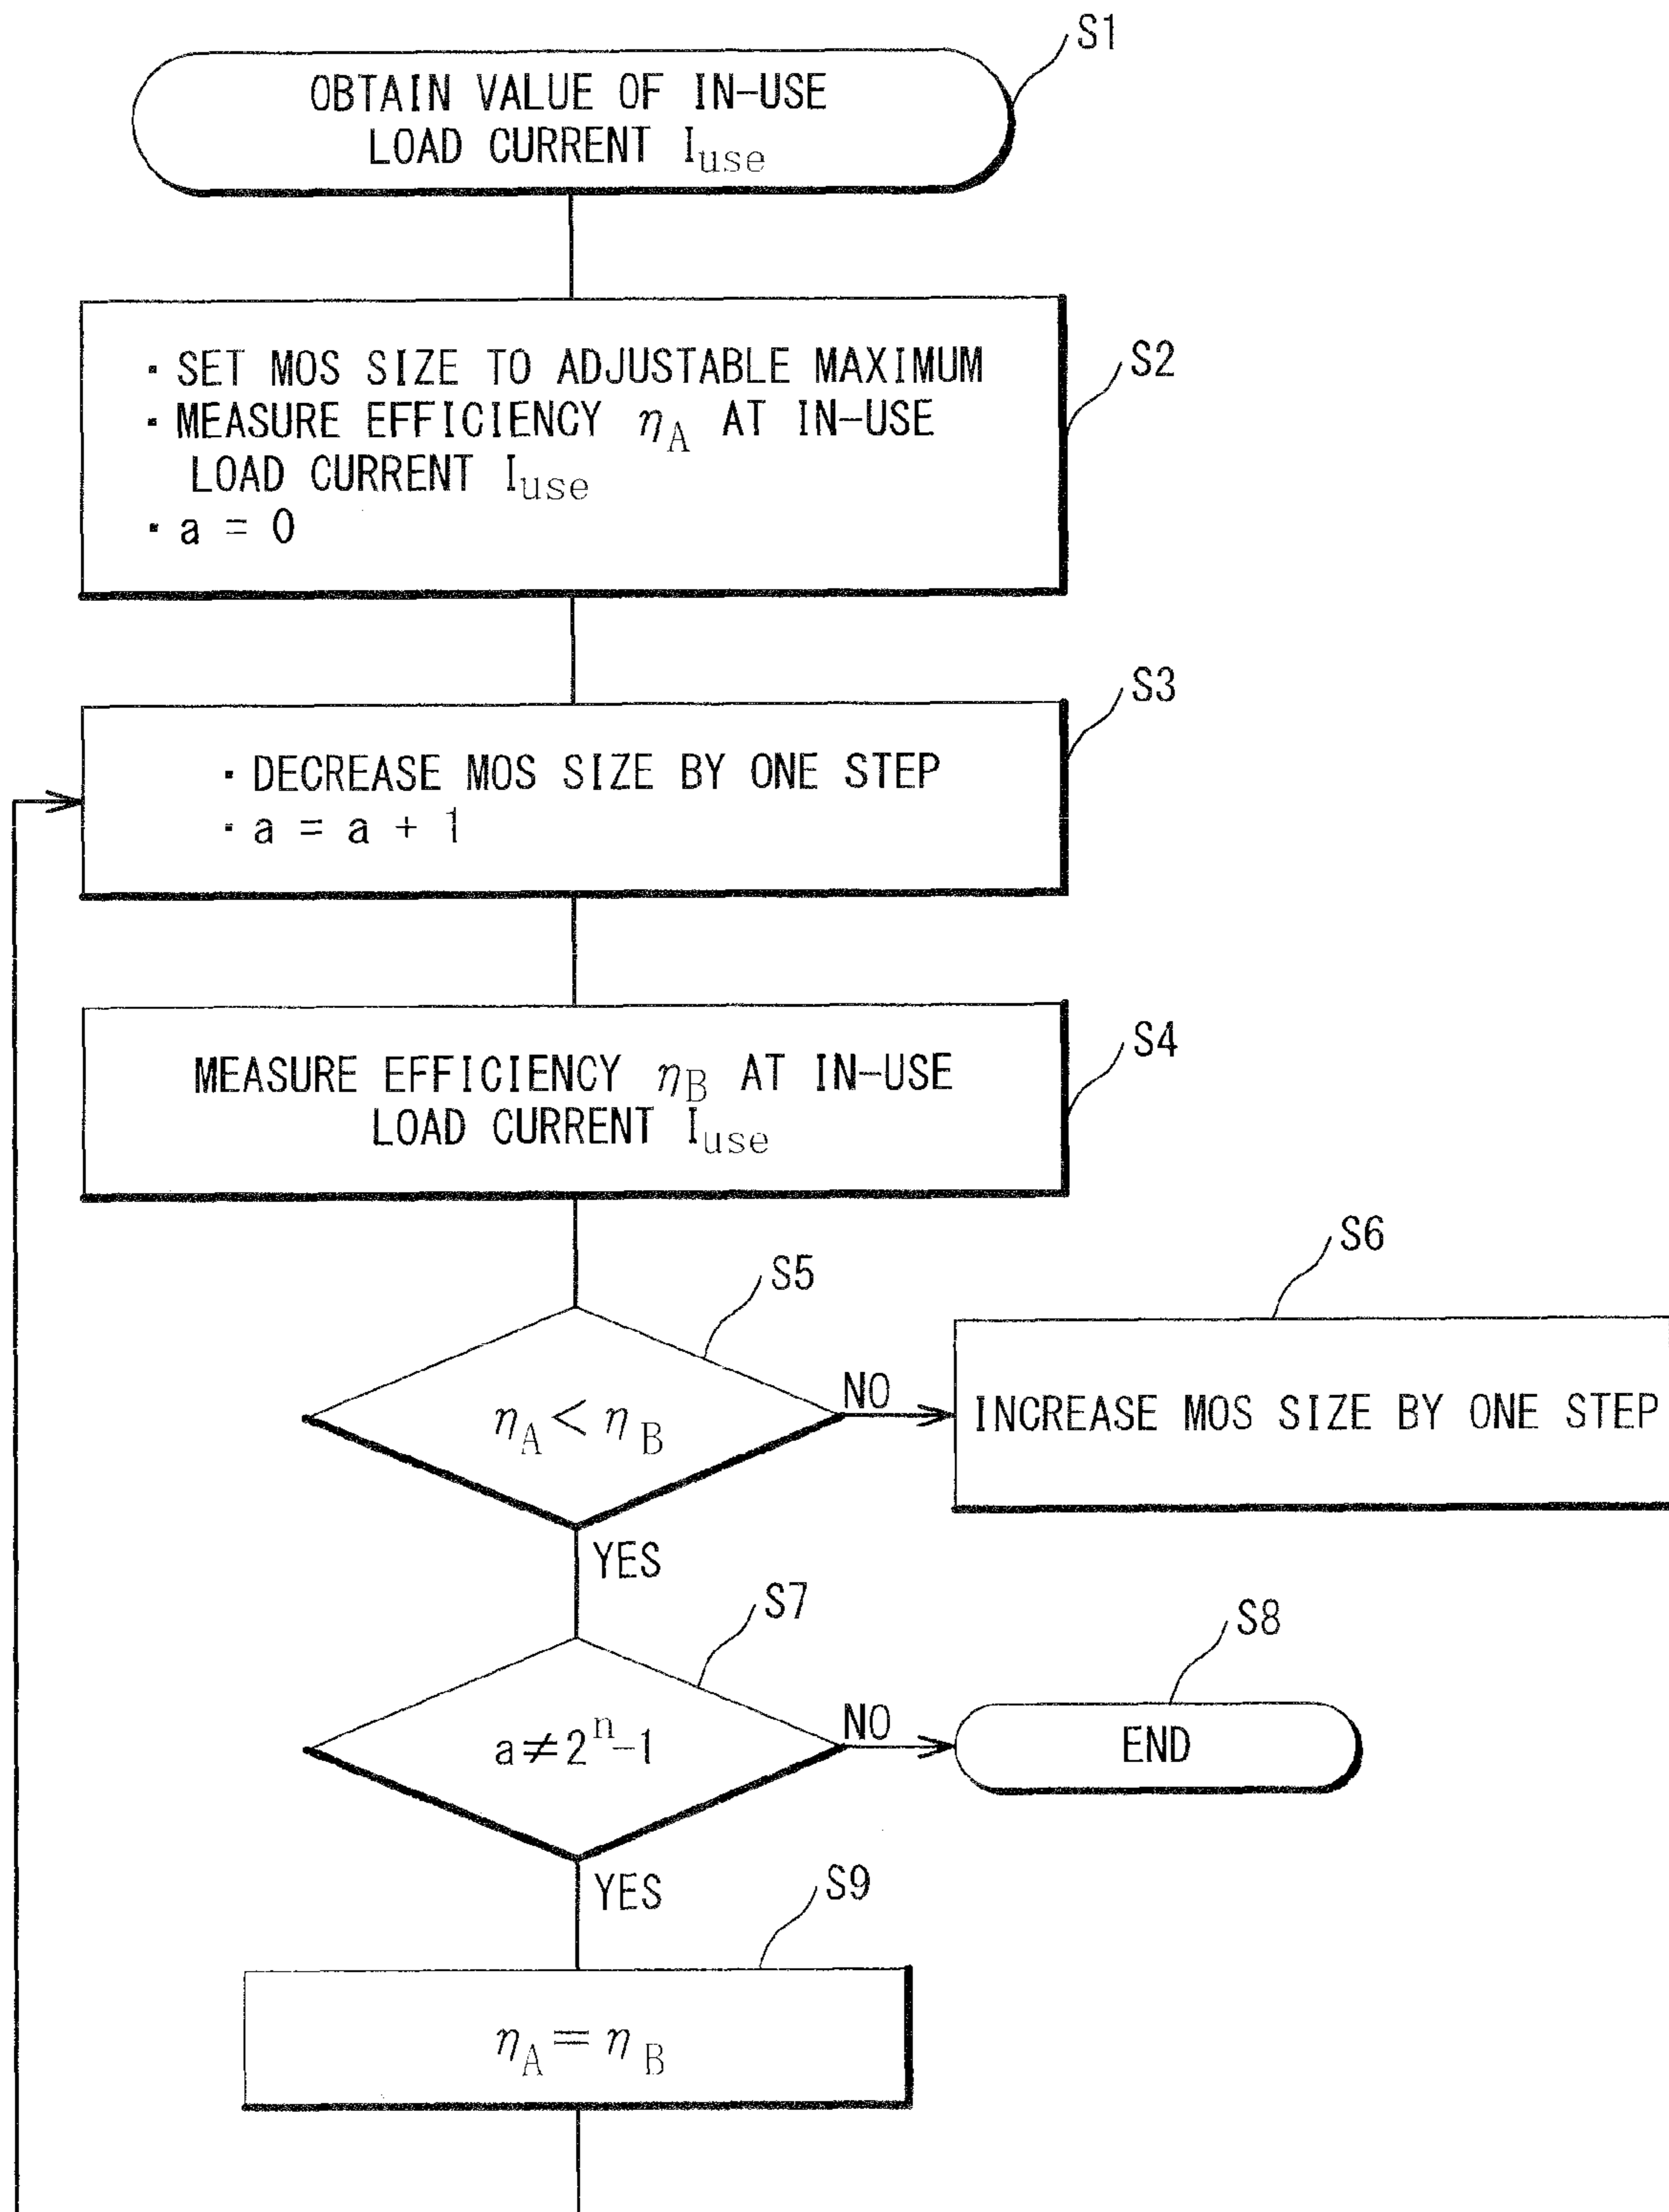 S1
OBTAIN VALUE OF IN-USE
LOAD CURRENT Iuse
S2
· SET MOS SIZE TO ADJUSTABLE MAXIMUM
· MEASURE EFFICIENCY ηA AT IN-USE
LOAD CURRENT Iuse
· a = 0
S3
· DECREASE MOS SIZE BY ONE STEP
· a = a + 1
S4
MEASURE EFFICIENCY ηB AT IN-USE
LOAD CURRENT Iuse
S5
ηA < ηB
NO
S6
INCREASE MOS SIZE BY ONE STEP
YES
S7
a≠2^n-1
NO
S8
END
YES
S9
ηA = ηB